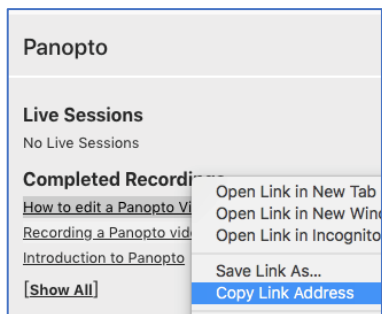 Panopto
Live Sessions
No Live Sessions
Completed Recordings
How to edit a Panopto Vi
Recording a Panopto vid
Introduction to Panopto
[Show All]
Open Link in New Tab
Open Link in New Wind
Open Link in Incognito
Save Link As...
Copy Link Address